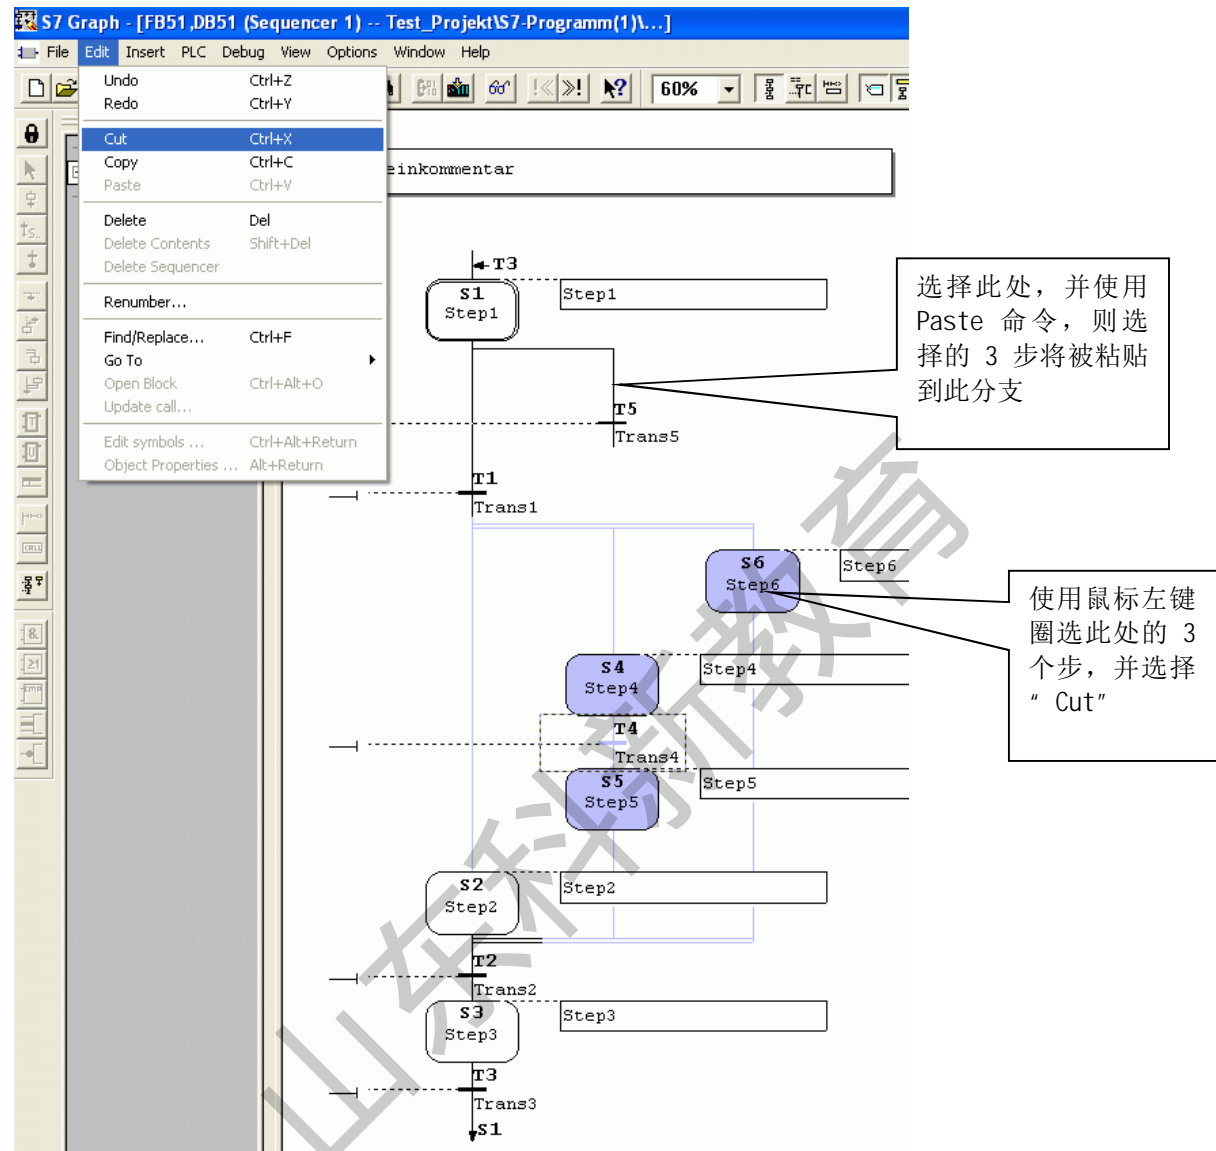 S7 Graph - [FB51,DB51 (Sequencer 1) -- Test_Projekt\S7-Programm(1)\...]
File Edit Insert PLC Debug View Options Window Help
60%
Undo Ctrl+Z
Redo Ctrl+Y
Cut Ctrl+X
Copy Ctrl+C
Paste Ctrl+V
Delete Del
Delete Contents Shift+Del
Delete Sequencer
Renumber...
Find/Replace... Ctrl+F
Go To
Open Block Ctrl+Alt+O
Update call...
Edit symbols ... Ctrl+Alt+Return
Object Properties ... Alt+Return
einkommentar
T3
S1
Step1
Step1
选择此处，并使用
Paste 命令，则选
择的 3 步将被粘贴
到此分支
T5
Trans5
T1
Trans1
S6
Step6
Step6
使用鼠标左键
圈选此处的 3
个步，并选择
“ Cut”
S4
Step4
Step4
T4
Trans4
S5
Step5
Step5
S2
Step2
Step2
T2
Trans2
S3
Step3
Step3
T3
Trans3
S1
山东科新教育